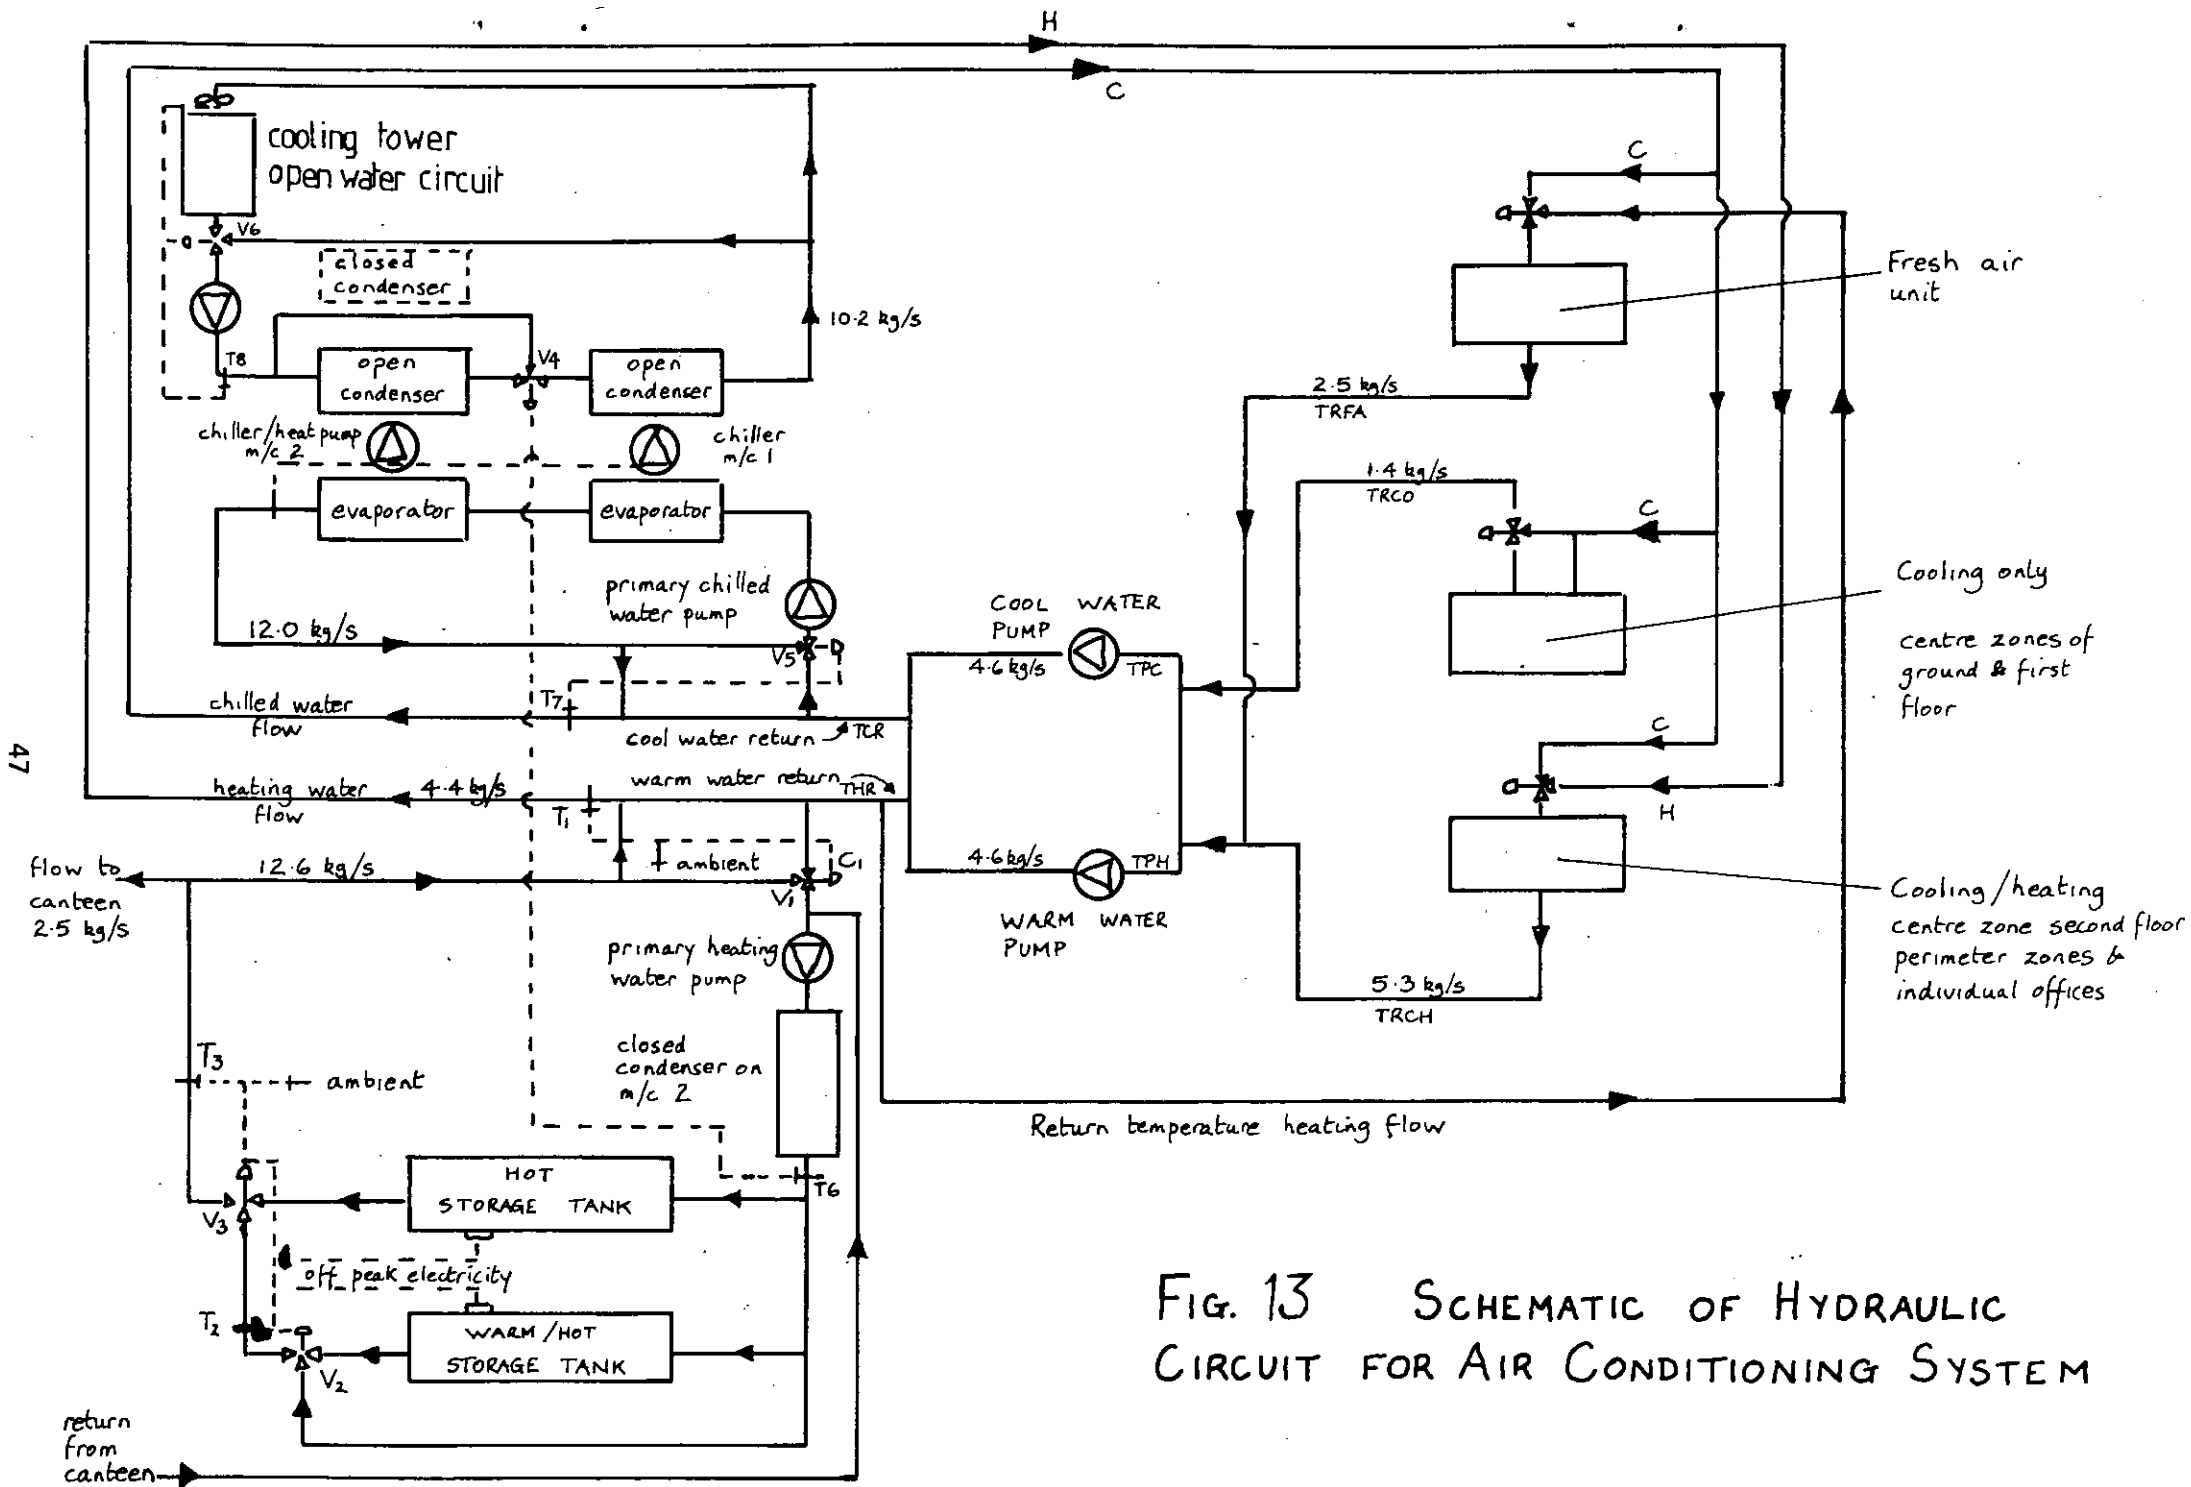 H
C
cooling tower
open water circuit
V6
closed
condenser
10.2 kg/s
T8
open
condenser
V4
open
condenser
chiller/heat pump
m/c 2
chiller
m/c 1
evaporator
evaporator
primary chilled
water pump
12.0 kg/s
V5
T7
chilled water
flow
cool water return
TCR
warm water return
THR
heating water
flow
4.4 kg/s
T1
ambient
C1
flow to
canteen
2.5 kg/s
12.6 kg/s
V1
primary heating
water pump
closed
condenser on
m/c 2
T3
ambient
T6
HOT
STORAGE TANK
V3
off peak electricity
T2
WARM/HOT
STORAGE TANK
V2
return
from
canteen
COOL WATER
PUMP
4.6 kg/s
TPC
4.6 kg/s
TPH
WARM WATER
PUMP
C
Fresh air
unit
2.5 kg/s
TRFA
1.4 kg/s
TRCO
C
Cooling only
centre zones of
ground & first
floor
C
H
Cooling/heating
centre zone second floor
perimeter zones &
individual offices
5.3 kg/s
TRCH
Return temperature heating flow
47
FIG. 13 SCHEMATIC OF HYDRAULIC
CIRCUIT FOR AIR CONDITIONING SYSTEM